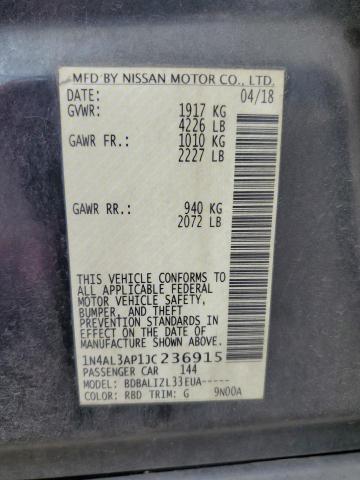 MFD BY NISSAN MOTOR CO., LTD.
DATE: 04/18
GVWR: 1917 KG
4226 LB
GAWR FR.: 1010 KG
2227 LB
GAWR RR.: 940 KG
2072 LB
THIS VEHICLE CONFORMS TO
ALL APPLICABLE FEDERAL
MOTOR VEHICLE SAFETY,
BUMPER, AND THEFT
PREVENTION STANDARDS IN
EFFECT ON THE DATE OF
MANUFACTURE SHOWN ABOVE.
1N4AL3AP1JC236915
PASSENGER CAR 144
MODEL: BDBALIZL33EUA-----
COLOR: RBD TRIM: G 9N00A